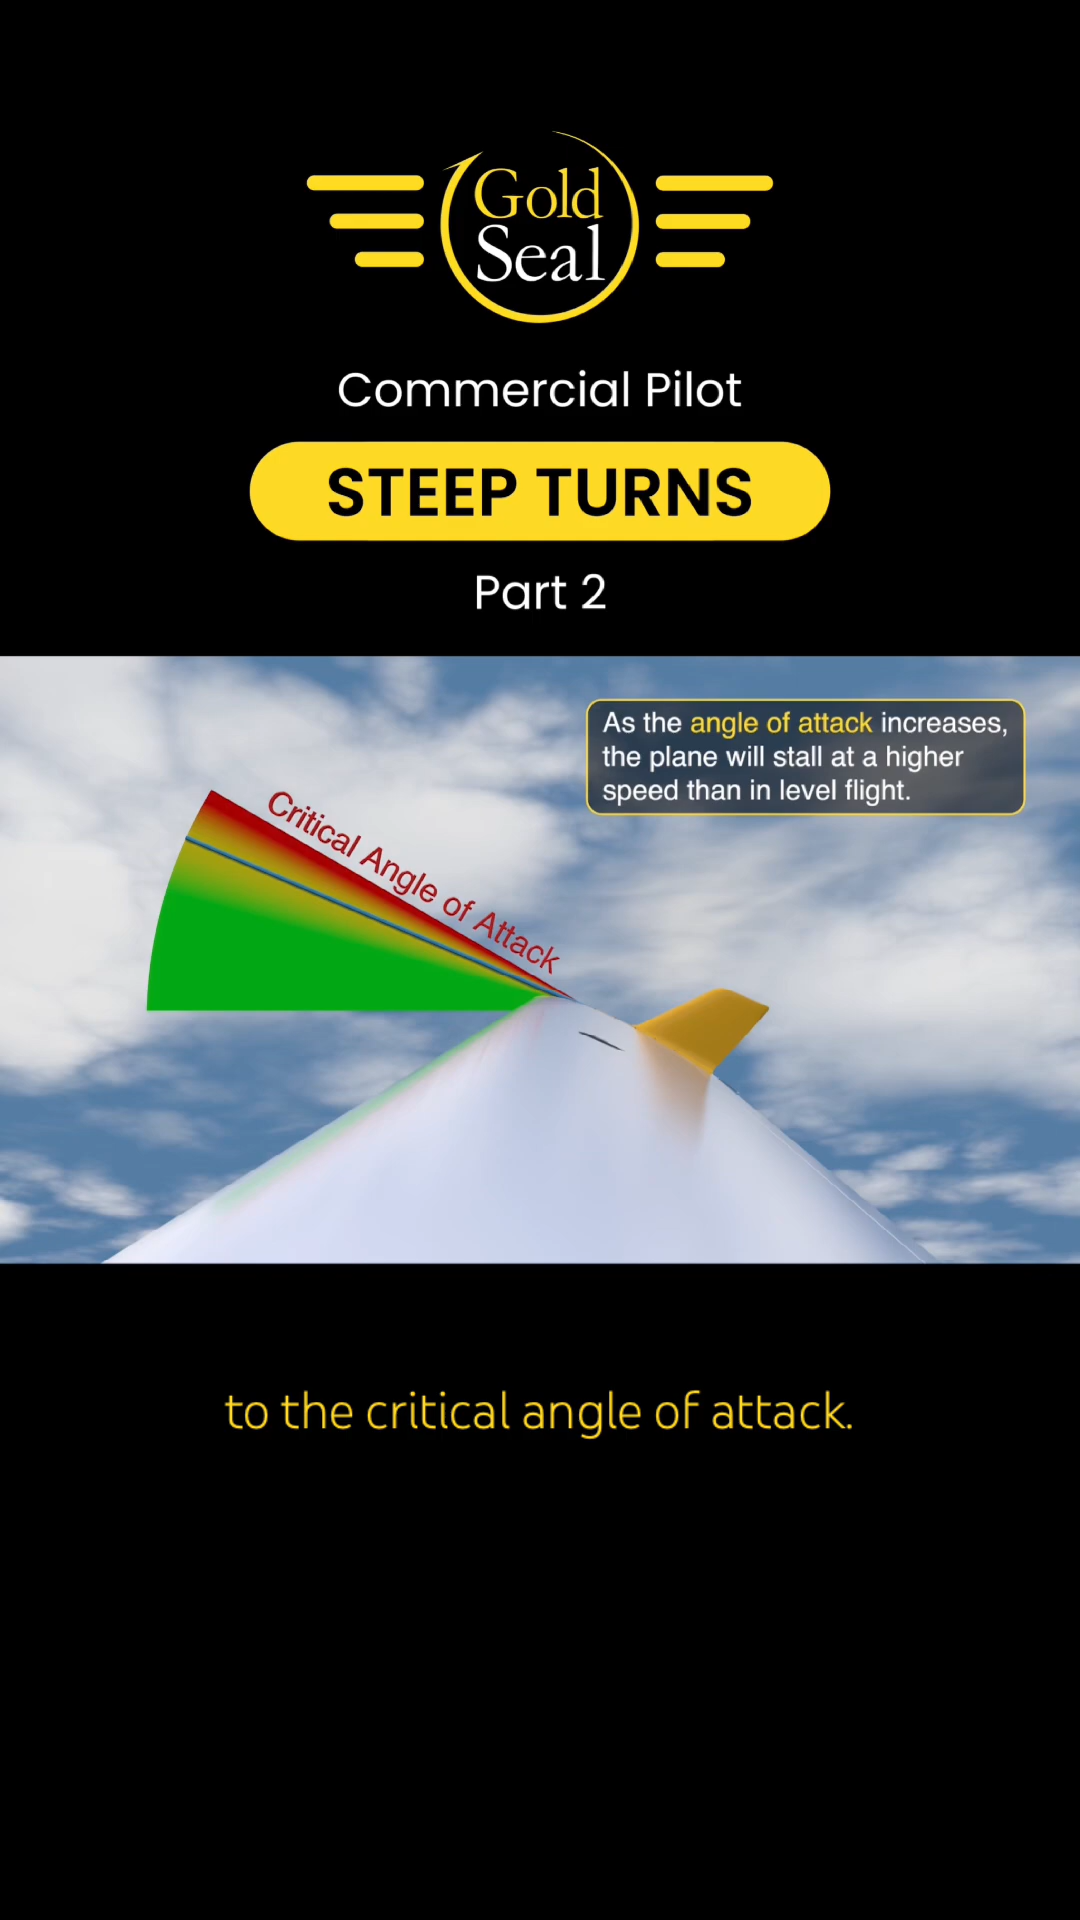 Gold
Seal
Commercial Pilot
STEEP TURNS
Part 2
As the angle of attack increases,
the plane will stall at a higher
speed than in level flight.
Critical Angle of Attack
to the critical angle of attack.